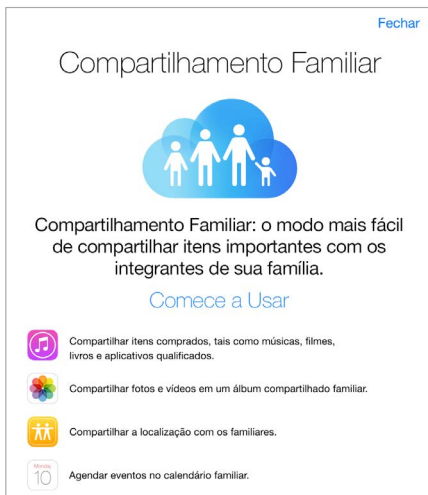 Fechar
Compartilhamento Familiar
Compartilhamento Familiar: o modo mais fácil
de compartilhar itens importantes com os
integrantes de sua família.
Comece a Usar
Compartilhar itens comprados, tais como músicas, filmes,
livros e aplicativos qualificados.
Compartilhar fotos e vídeos em um álbum compartilhado familiar.
Compartilhar a localização com os familiares.
Monday
10
Agendar eventos no calendário familiar.